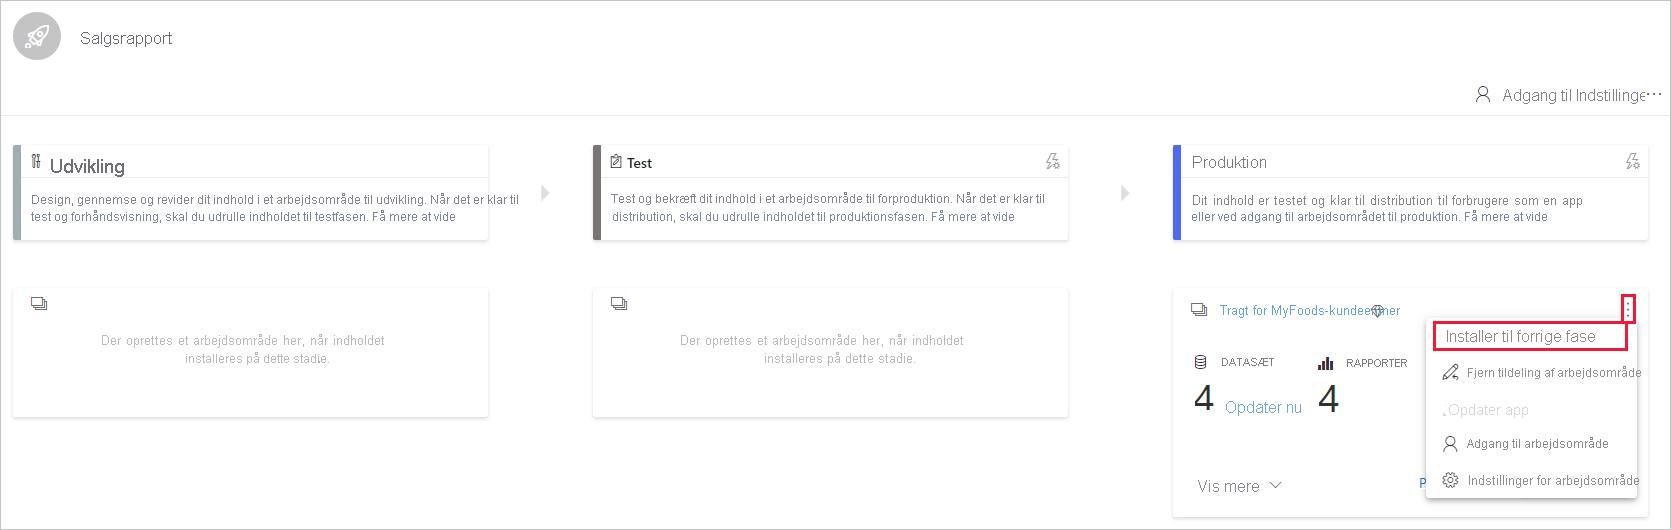 Salgsrapport
Adgang til Indstillinge
Udvikling
Design, gennemse og revider dit indhold i et arbejdsområde til udvikling. Når det er klar til
test og forhåndsvisning, skal du udrulle indholdet til testfasen. Få mere at vide
Test
Test og bekræft dit indhold i et arbejdsområde til forproduktion. Når det er klar til
distribution, skal du udrulle indholdet til produktionsfasen. Få mere at vide
Produktion
Dit indhold er testet og klar til distribution til forbrugere som en app
eller ved adgang til arbejdsområdet til produktion. Få mere at vide
Der oprettes et arbejdsområde her, når indholdet
installeres på dette stadie.
Der oprettes et arbejdsområde her, når indholdet
installeres på dette stadie.
Tragt for MyFoods-kundeemner
DATASÆT
RAPPORTER
4
Opdater nu
4
Vis mere
P
Installer til forrige fase
Fjern tildeling af arbejdsområde
Opdater app
Adgang til arbejdsområde
Indstillinger for arbejdsområde